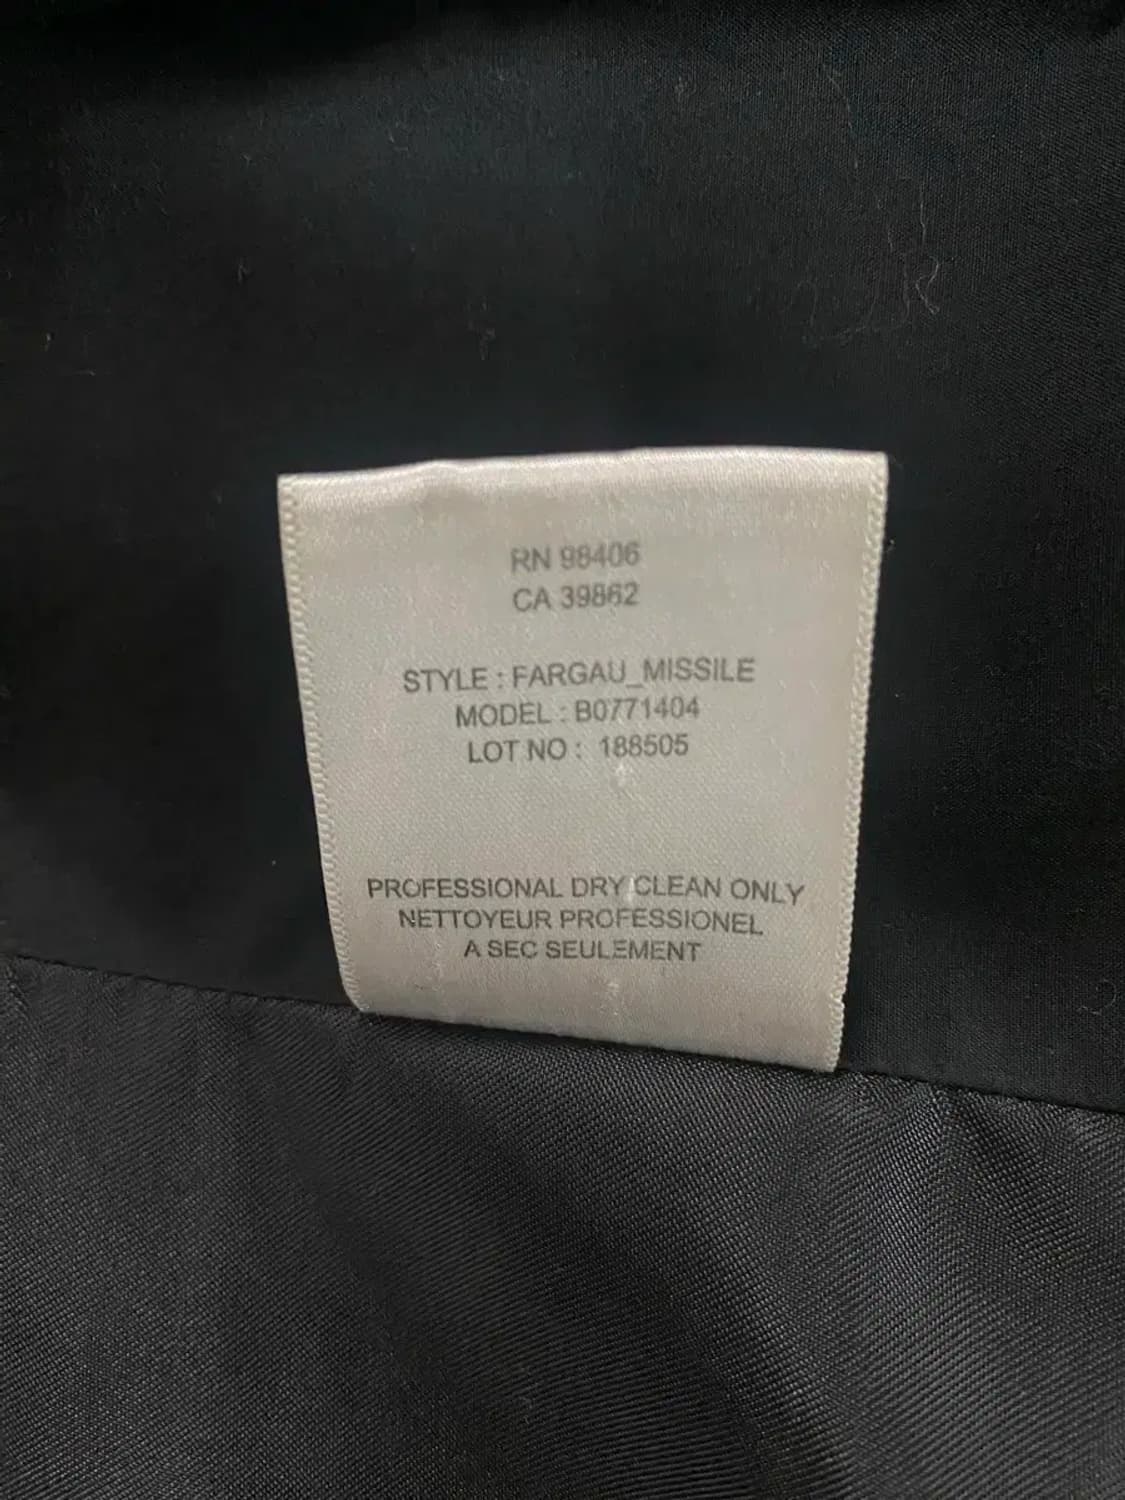 RN 98406
CA 39862
STYLE : FARGAU_MISSILE
MODEL : B0771404
LOT NO : 188505
PROFESSIONAL DRY CLEAN ONLY
NETTOYEUR PROFESSIONEL
A SEC SEULEMENT